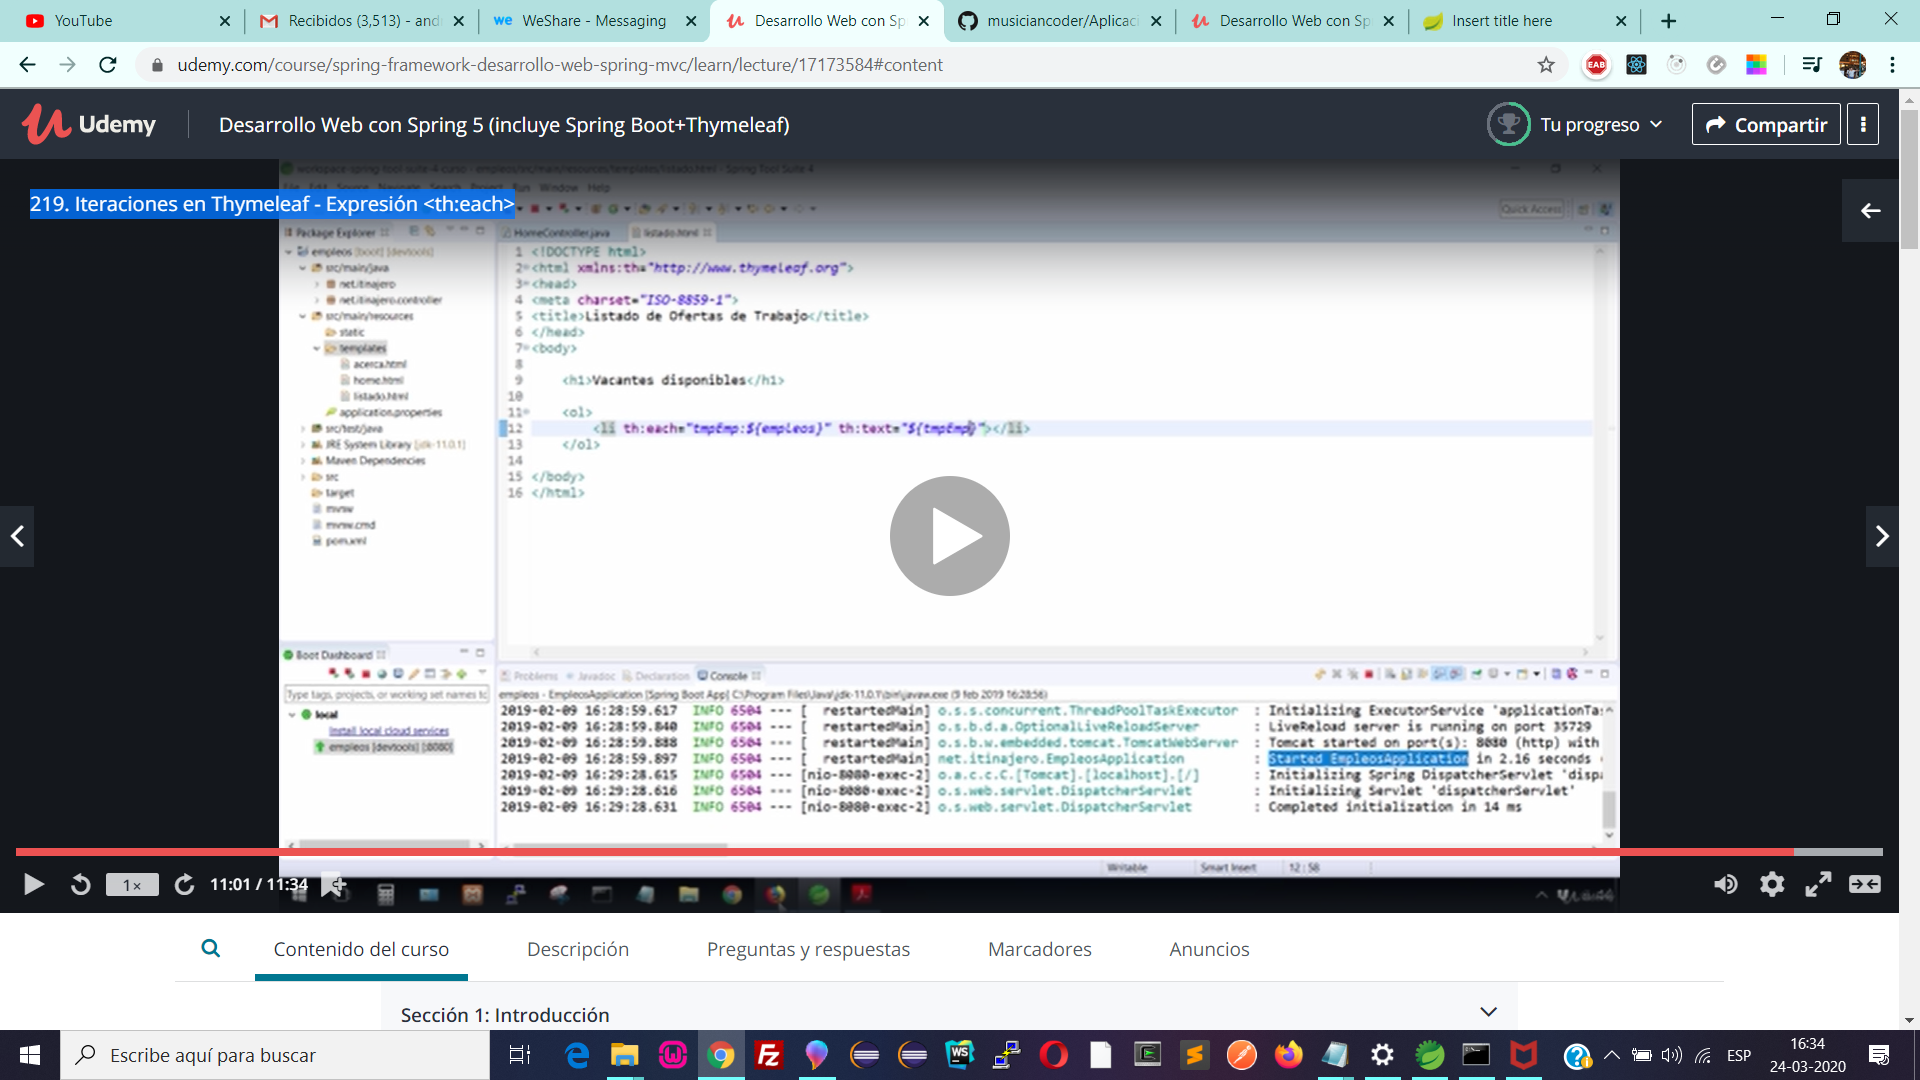 YouTube
Recibidos (3,513) - and
we WeShare - Messaging
Desarrollo Web con Sp
musiciancoder/Aplicaci
Desarrollo Web con Sp
Insert title here
udemy.com/course/spring-framework-desarrollo-web-spring-mvc/learn/lecture/17173584#content
EAB
Udemy
Desarrollo Web con Spring 5 (incluye Spring Boot+Thymeleaf)
Tu progreso
Compartir
219. Iteraciones en Thymeleaf - Expresión <th:each>
Quick Access
Package Explorer
HomeController.java
listado.html
empleos [boot] [devtools]
src/main/java
net.itinajero
net.itinajero.controller
src/main/resources
static
templates
acerca.html
home.html
listado.html
application.properties
src/test/java
JRE System Library [jdk-11.0.1]
Maven Dependencies
src
target
mvnw
mvnw.cmd
pom.xml
1 <!DOCTYPE html>
2 <html xmlns:th="http://www.thymeleaf.org">
3 <head>
4 <meta charset="ISO-8859-1">
5 <title>Listado de Ofertas de Trabajo</title>
6 </head>
7 <body>
8
9 <h1>Vacantes disponibles</h1>
10
11 <ol>
12 <li th:each="tmpEmp:${empleos}" th:text="${tmpEmp}"></li>
13 </ol>
14
15 </body>
16 </html>
Boot Dashboard
Type tags, projects, or working set names to
local
Install local cloud services
empleos [devtools] [:8080]
Problems Javadoc Declaration Console
empleos - EmpleosApplication [Spring Boot App] C:\Program Files\Java\jdk-11.0.1\bin\javaw.exe (9 feb 2019 16:28:56)
2019-02-09 16:28:59.617 INFO 6504 --- [ restartedMain] o.s.s.concurrent.ThreadPoolTaskExecutor : Initializing ExecutorService 'applicationTa
2019-02-09 16:28:59.840 INFO 6504 --- [ restartedMain] o.s.b.d.a.OptionalLiveReloadServer : LiveReload server is running on port 35729
2019-02-09 16:28:59.888 INFO 6504 --- [ restartedMain] o.s.b.w.embedded.tomcat.TomcatWebServer : Tomcat started on port(s): 8080 (http) with
2019-02-09 16:28:59.897 INFO 6504 --- [ restartedMain] net.itinajero.EmpleosApplication : Started EmpleosApplication in 2.16 seconds
2019-02-09 16:29:28.615 INFO 6504 --- [nio-8080-exec-2] o.a.c.c.C.[Tomcat].[localhost].[/] : Initializing Spring DispatcherServlet 'dispa
2019-02-09 16:29:28.616 INFO 6504 --- [nio-8080-exec-2] o.s.web.servlet.DispatcherServlet : Initializing Servlet 'dispatcherServlet'
2019-02-09 16:29:28.631 INFO 6504 --- [nio-8080-exec-2] o.s.web.servlet.DispatcherServlet : Completed initialization in 14 ms
Writable
Smart Insert
12 : 58
1×
11:01 / 11:34
Contenido del curso
Descripción
Preguntas y respuestas
Marcadores
Anuncios
Sección 1: Introducción
Escribe aquí para buscar
WS
ESP
16:34
24-03-2020